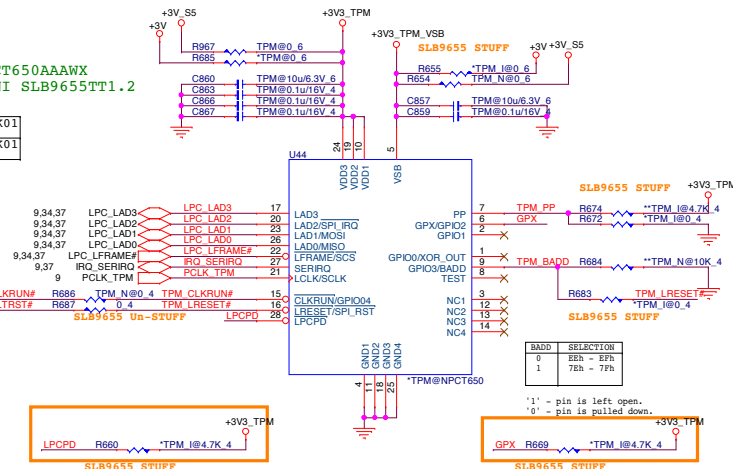 +3V_S5
+3V
+3V3_TPM
+3V3_TPM_VSB
SLB9655 STUFF
+3V
+3V_S5
R967 TPM@0_6
R685 *TPM@0_6
R655 *TPM_I@0_6
R654 TPM_N@0_6
T650AAAWX
NI SLB9655TT1.2
C860 TPM@10u/6.3V_6
C863 TPM@0.1u/16V_4
C866 TPM@0.1u/16V_4
C867 TPM@0.1u/16V_4
C857 TPM@10u/6.3V_6
C859 TPM@0.1u/16V_4
K01
K01
24
19
10
5
U44
VDD3
VDD2
VDD1
VSB
SLB9655 STUFF
+3V3_TPM
9,34,37 LPC_LAD3 LPC_LAD3 17 LAD3
9,34,37 LPC_LAD2 LPC_LAD2 20 LAD2/SPI_IRQ
9,34,37 LPC_LAD1 LPC_LAD1 23 LAD1/MOSI
9,34,37 LPC_LAD0 LPC_LAD0 26 LAD0/MISO
9,34,37 LPC_LFRAME# LPC_LFRAME# 22 LFRAME/SCS
9,37 IRQ_SERIRQ IRQ_SERIRQ 27 SERIRQ
9 PCLK_TPM PCLK_TPM 21 LCLK/SCLK
LKRUN# R686 TPM_N@0_4 TPM_CLKRUN# 15 CLKRUN/GPIO04
LTRST# R687 0_4 TPM_LRESET# 16 LRESET/SPI_RST
SLB9655 Un-STUFF
LPCPD 28 LPCPD
PP 7 TPM_PP R674 **TPM_I@4.7K_4
GPX/GPIO2 6 GPX R672 *TPM_I@0_4
GPIO1 2
GPIO0/XOR_OUT 1
GPIO3/BADD 9 TPM_BADD R684 **TPM_N@10K_4
TEST 8
NC1 3
NC2 12
NC3 13
NC4 14
R683 TPM_LRESET#
*TPM_I@0_4
SLB9655 STUFF
GND1
GND2
GND3
GND4
4
11
18
25
*TPM@NPCT650
BADD SELECTION
0 EEh - EFh
1 7Eh - 7Fh
'1' - pin is left open.
'0' - pin is pulled down.
+3V3_TPM
LPCPD R660 *TPM_I@4.7K_4
SLB9655 STUFF
+3V3_TPM
GPX R669 *TPM_I@4.7K_4
SLB9655 STUFF